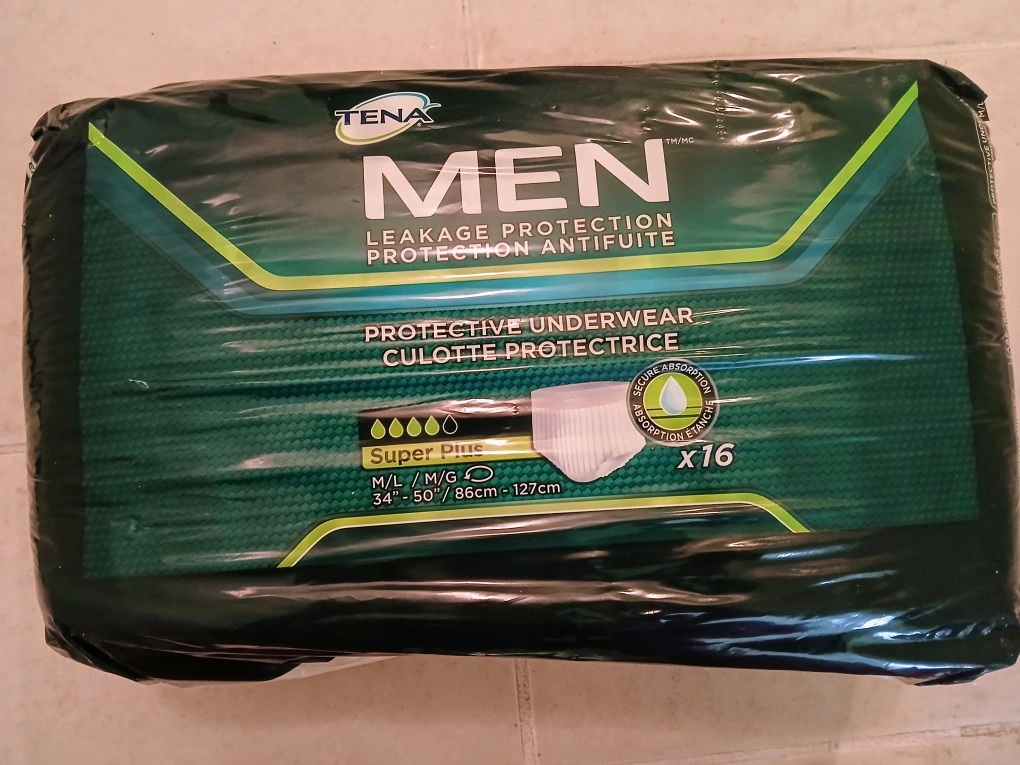 TENA
MEN TM/MC
LEAKAGE PROTECTION
PROTECTION ANTIFUITE
PROTECTIVE UNDERWEAR
CULOTTE PROTECTRICE
SECURE ABSORPTION
ABSORPTION ÉTANCHE
Super Plus
x16
M/L / M/G
34” - 50” / 86cm - 127cm